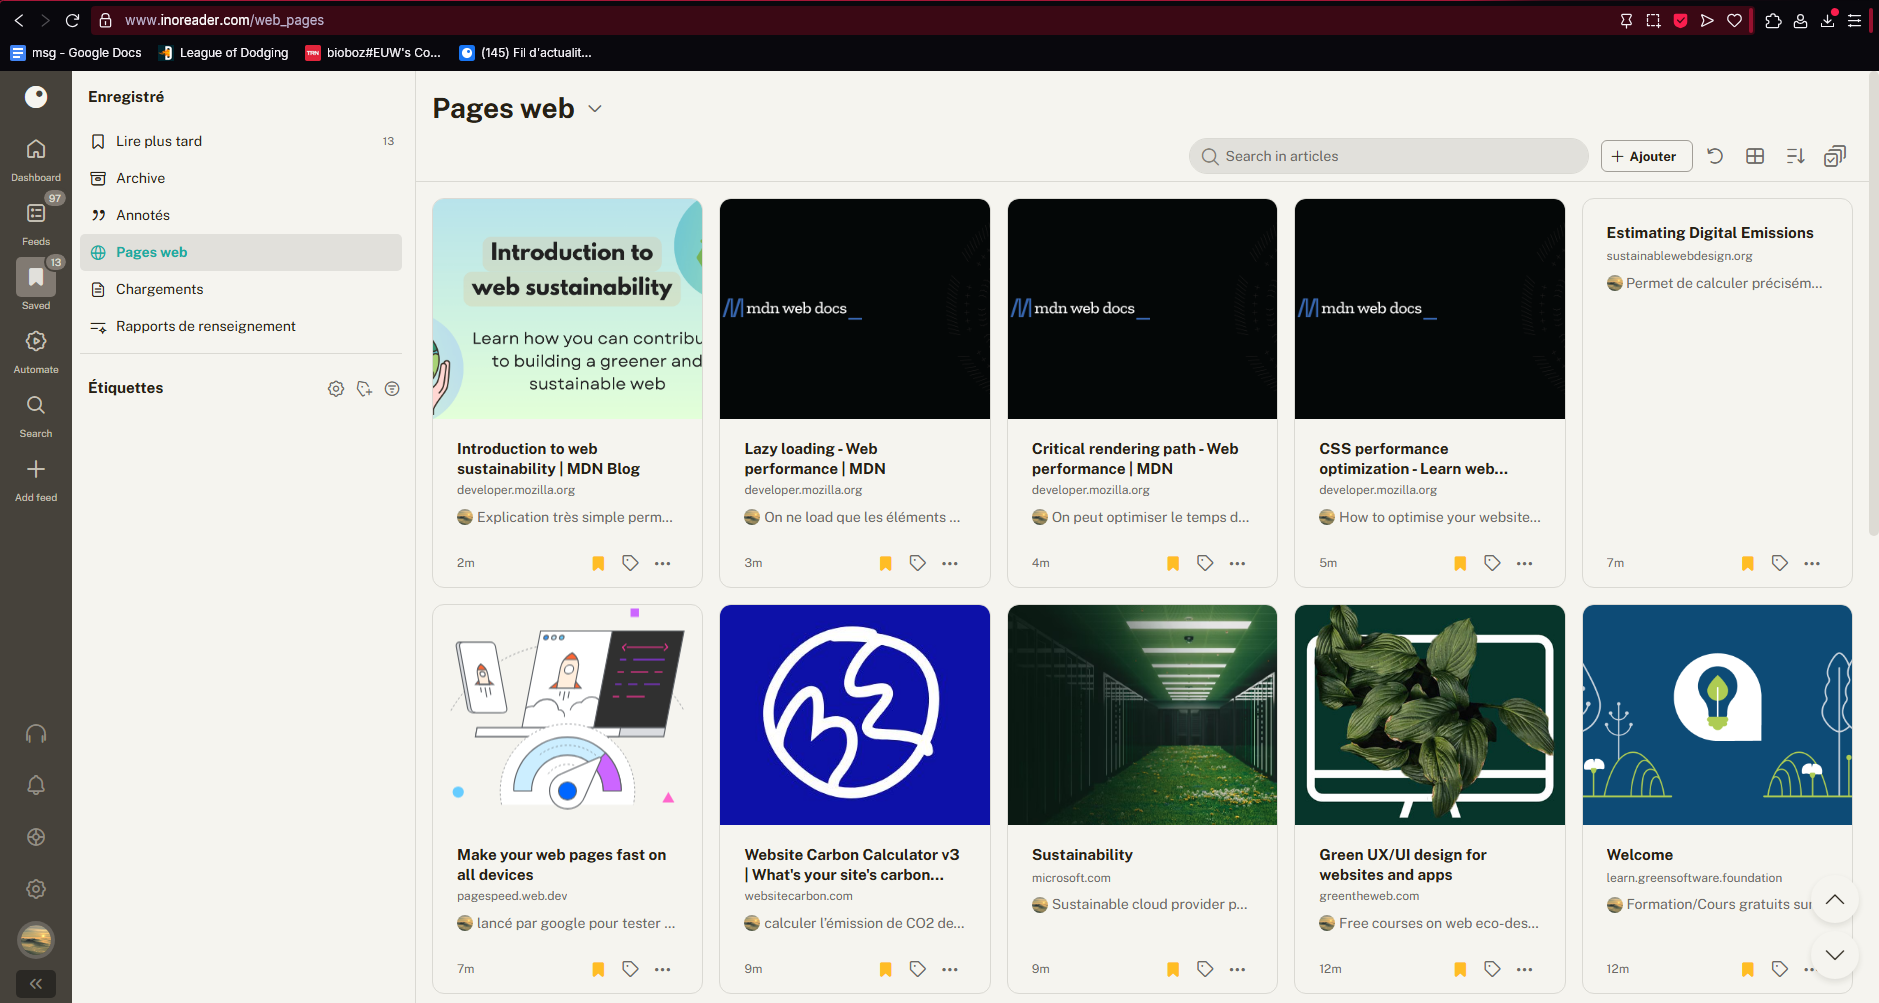 www.inoreader.com/web_pages
msg - Google Docs
League of Dodging
TRN
bioboz#EUW's Co...
(145) Fil d'actualit...
Dashboard
97
Feeds
13
Saved
Automate
Search
Add feed
Enregistré
Lire plus tard
13
Archive
Annotés
Pages web
Chargements
Rapports de renseignement
Étiquettes
Pages web
Search in articles
+ Ajouter
Introduction to
web sustainability
Learn how you can contribu
to building a greener and
sustainable web
Introduction to web
sustainability | MDN Blog
developer.mozilla.org
Explication très simple perm...
2m
mdn web docs_
Lazy loading - Web
performance | MDN
developer.mozilla.org
On ne load que les éléments ...
3m
mdn web docs_
Critical rendering path - Web
performance | MDN
developer.mozilla.org
On peut optimiser le temps d...
4m
mdn web docs_
CSS performance
optimization - Learn web...
developer.mozilla.org
How to optimise your website...
5m
Estimating Digital Emissions
sustainablewebdesign.org
Permet de calculer précisém...
7m
Make your web pages fast on
all devices
pagespeed.web.dev
lancé par google pour tester ...
7m
Website Carbon Calculator v3
| What's your site's carbon...
websitecarbon.com
calculer l'émission de CO2 de...
9m
Sustainability
microsoft.com
Sustainable cloud provider p...
9m
Green UX/UI design for
websites and apps
greentheweb.com
Free courses on web eco-des...
12m
Welcome
learn.greensoftware.foundation
Formation/Cours gratuits sur
12m